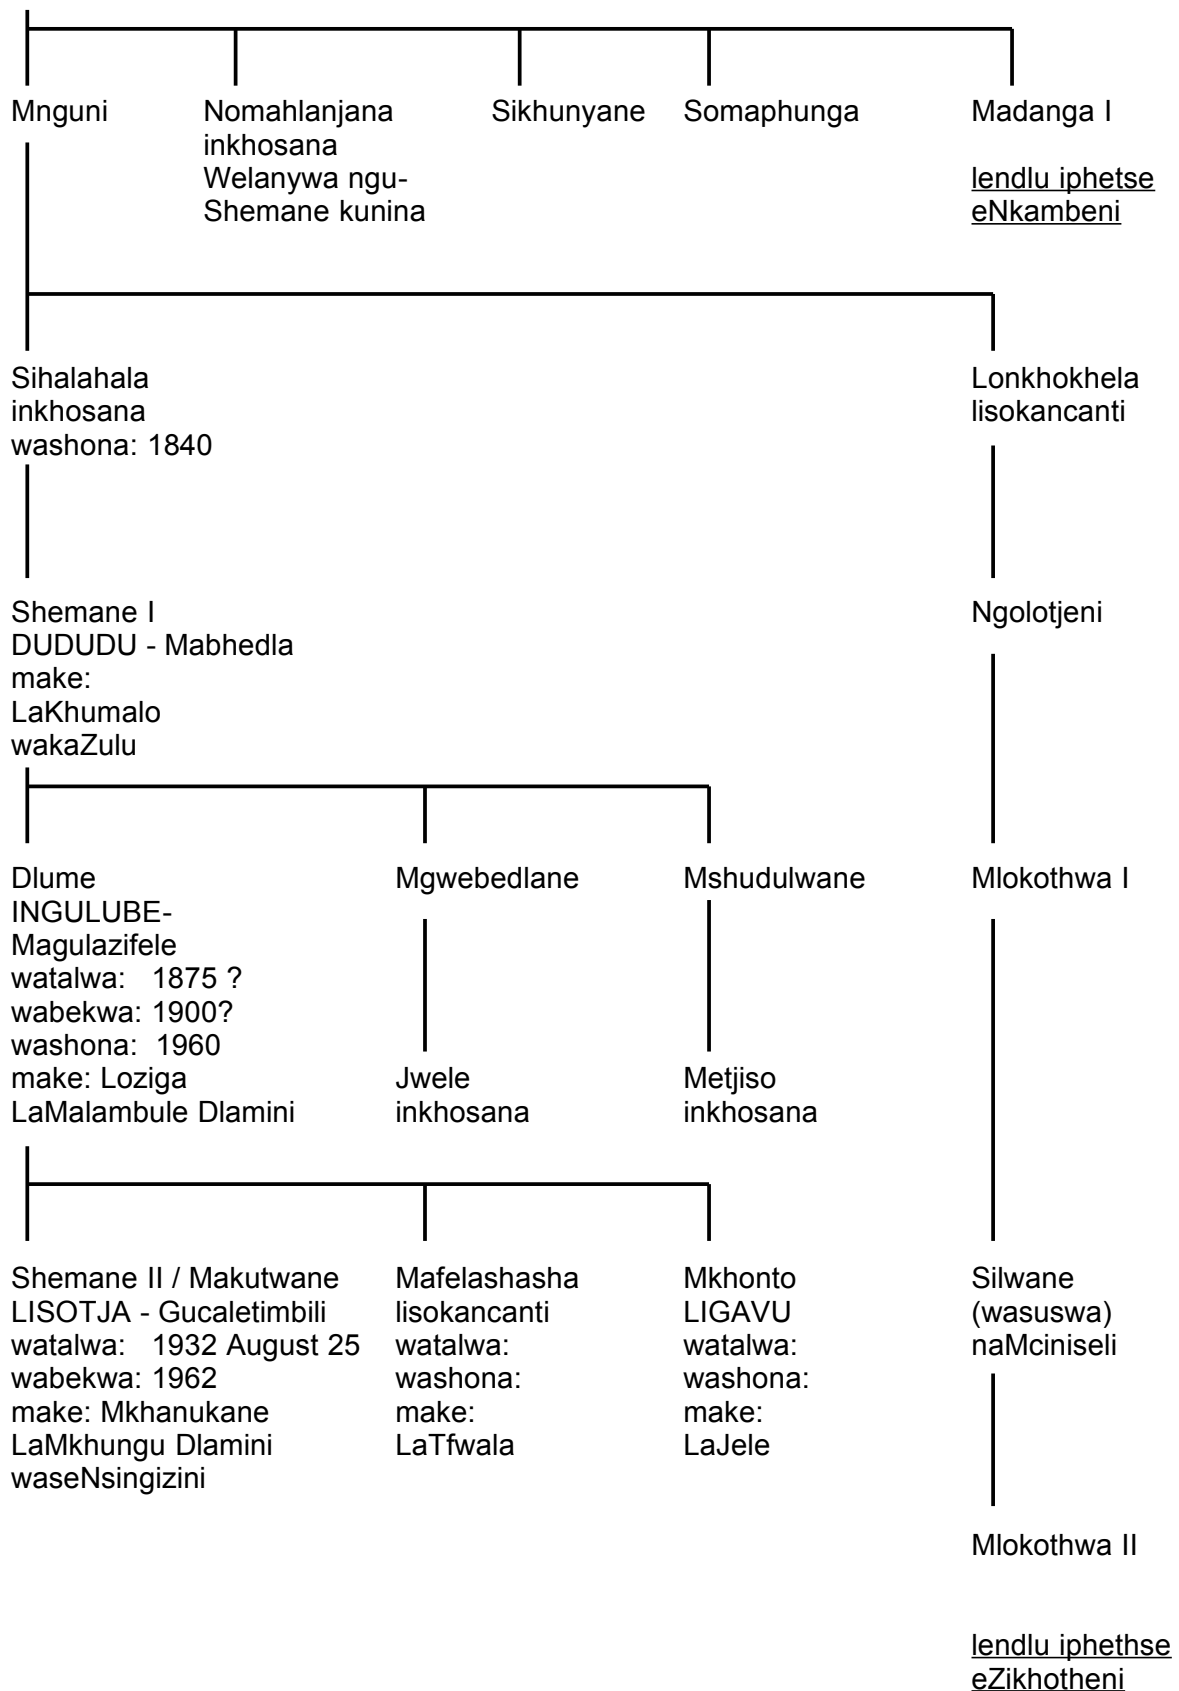 Mnguni
Nomahlanjana
inkhosana
Welanywa ngu-
Shemane kunina
Sikhunyane
Somaphunga
Madanga I
lendlu iphetse
eNkambeni
Sihalahala
inkhosana
washona: 1840
Lonkhokhela
lisokancanti
Shemane I
DUDUDU - Mabhedla
make:
LaKhumalo
wakaZulu
Ngolotjeni
Dlume
INGULUBE-
Magulazifele
watalwa: 1875 ?
wabekwa: 1900?
washona: 1960
make: Loziga
LaMalambule Dlamini
Mgwebedlane
Mshudulwane
Mlokothwa I
Jwele
inkhosana
Metjiso
inkhosana
Shemane II / Makutwane
LISOTJA - Gucaletimbili
watalwa: 1932 August 25
wabekwa: 1962
make: Mkhanukane
LaMkhungu Dlamini
waseNsingizini
Mafelashasha
lisokancanti
watalwa:
washona:
make:
LaTfwala
Mkhonto
LIGAVU
watalwa:
washona:
make:
LaJele
Silwane
(wasuswa)
naMciniseli
Mlokothwa II
lendlu iphethse
eZikhotheni